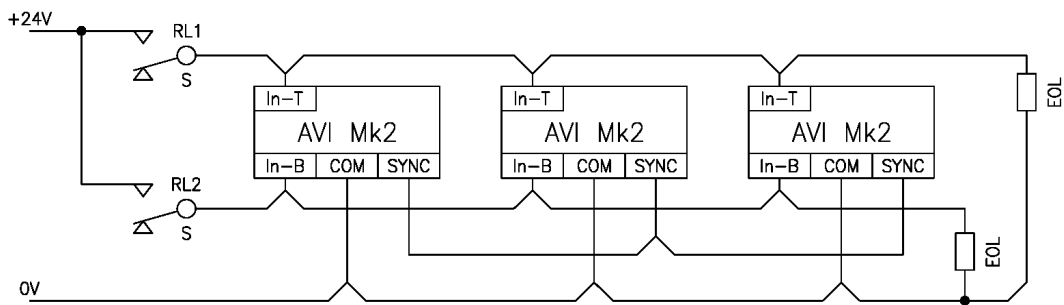 +24V
RL1
S
In-T
In-T
In-T
EOL
AVI Mk2
AVI Mk2
AVI Mk2
In-B COM SYNC
In-B COM SYNC
In-B COM SYNC
RL2
S
EOL
0V